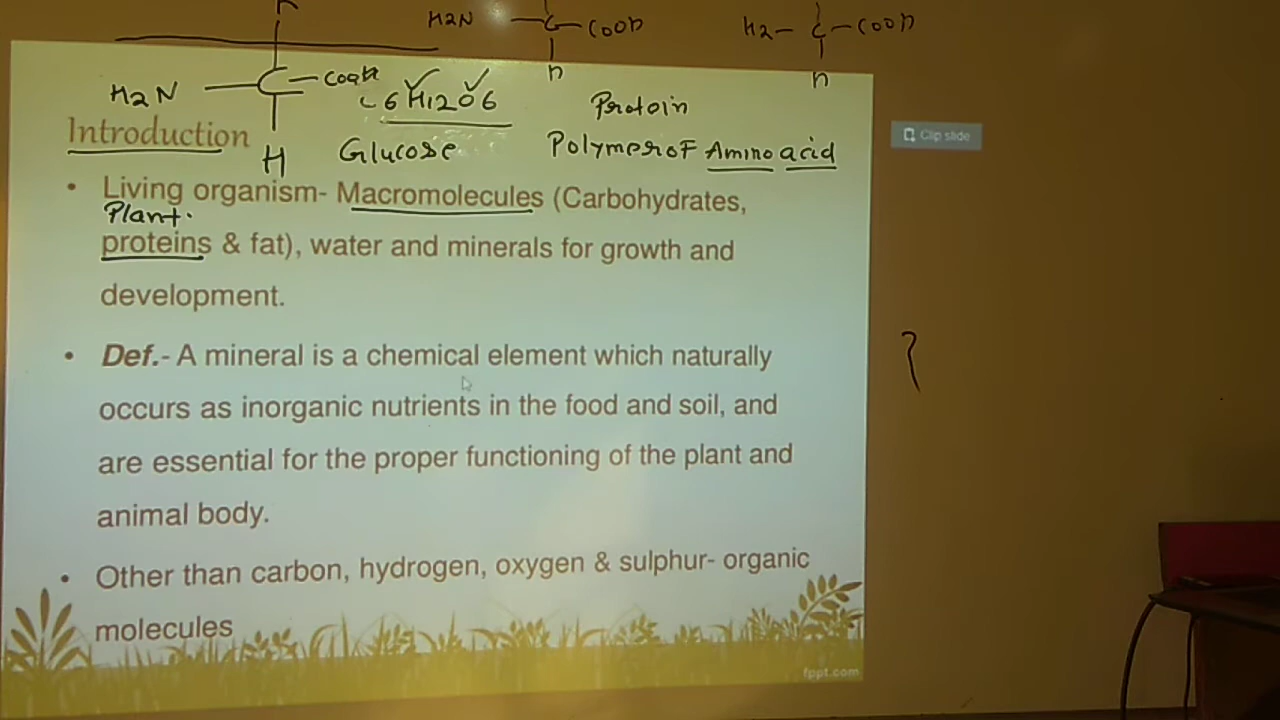 H2N C COOH H2- C COOH
H2N C COOH C6H12O6 Protoin
Introduction H Glucose Polymer oF Amino acid
Clip slide
• Living organism- Macromolecules (Carbohydrates,
Plant.
proteins & fat), water and minerals for growth and
development.
• Def.- A mineral is a chemical element which naturally
occurs as inorganic nutrients in the food and soil, and
are essential for the proper functioning of the plant and
animal body.
• Other than carbon, hydrogen, oxygen & sulphur- organic
molecules
fppt.com